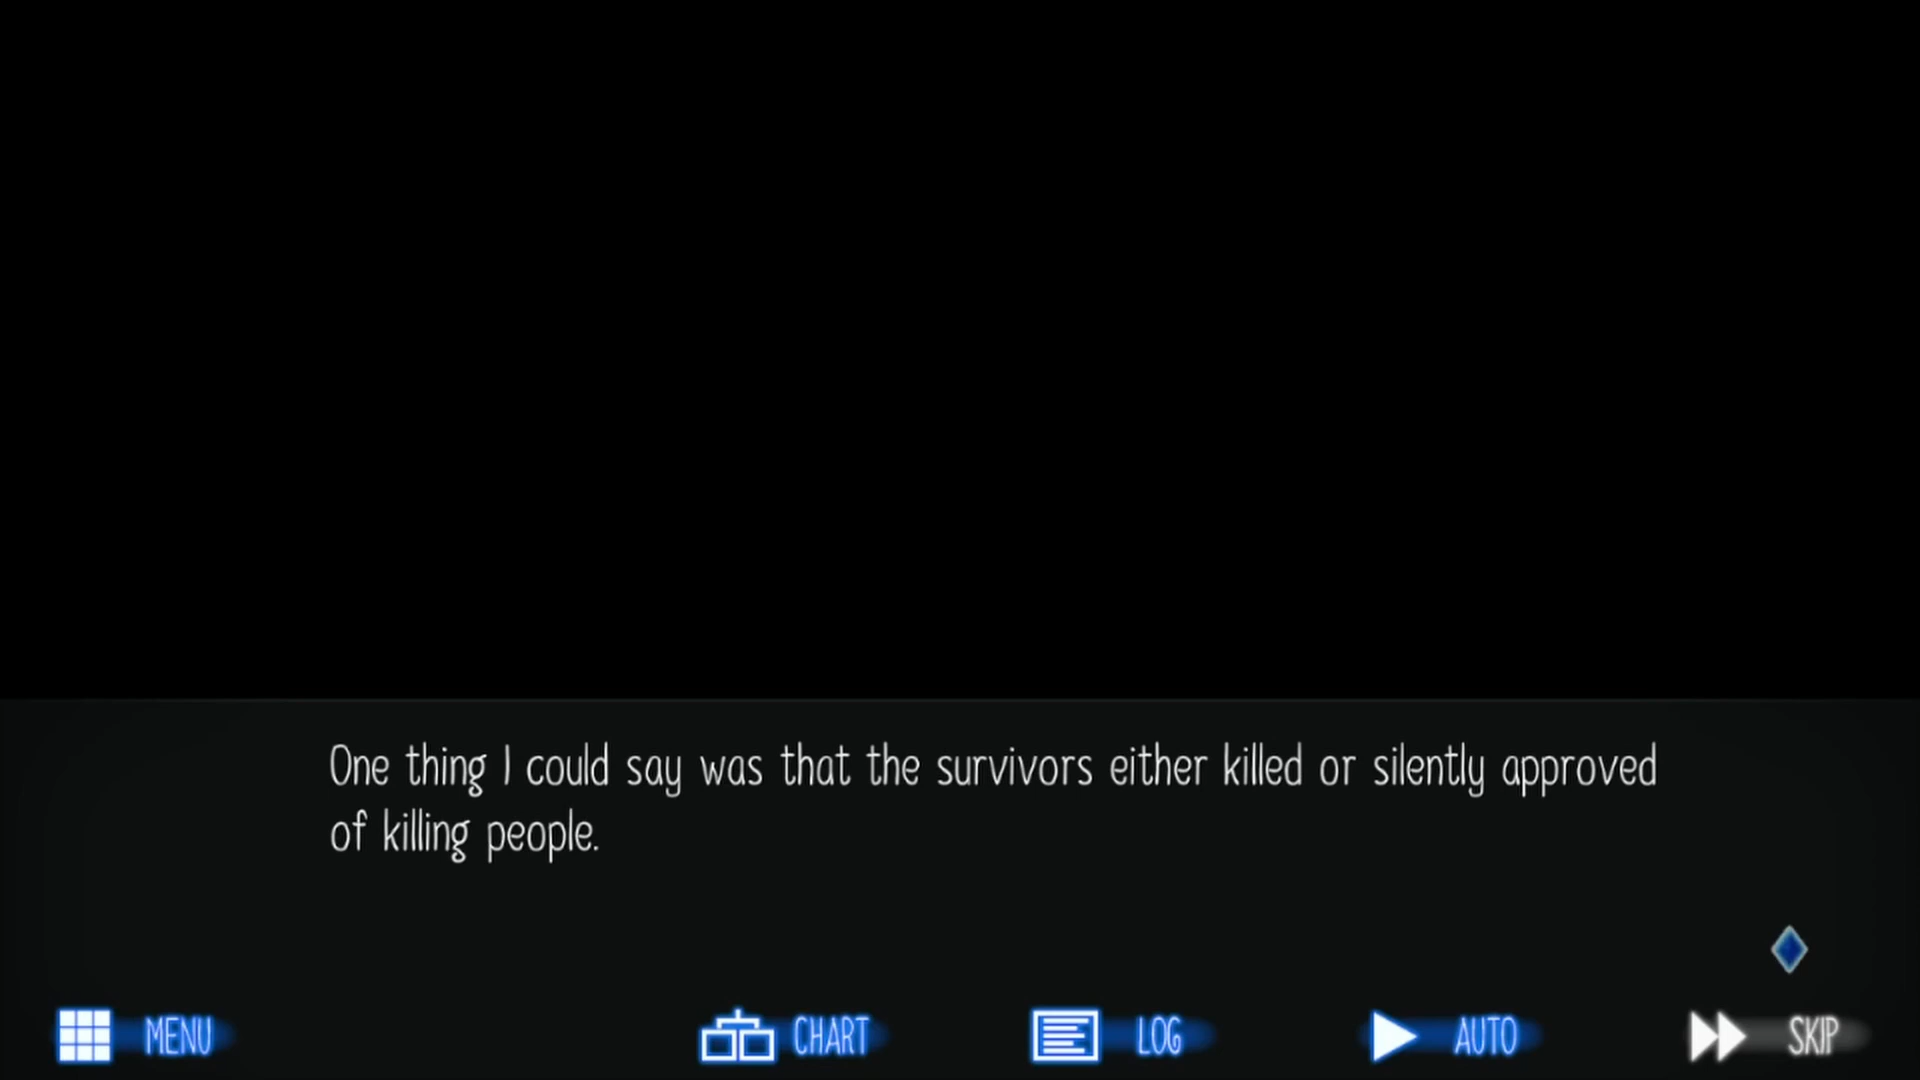 One thing I could say was that the survivors either killed or silently approved
of killing people.
MENU CHART LOG AUTO SKIP